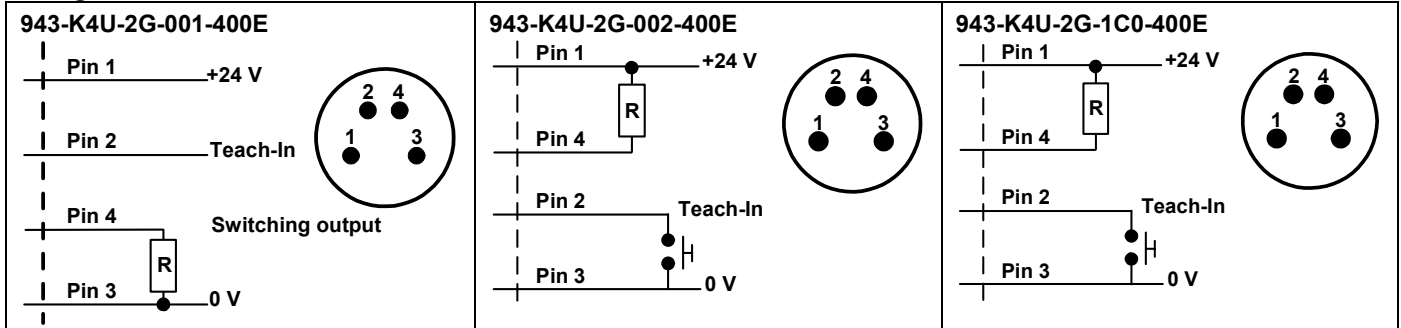 943-K4U-2G-001-400E
Pin 1
+24 V
2 4
1 3
Pin 2
Teach-In
Pin 4
Switching output
R
Pin 3
0 V
943-K4U-2G-002-400E
Pin 1
+24 V
2 4
R
1 3
Pin 4
Pin 2
Teach-In
Pin 3
0 V
943-K4U-2G-1C0-400E
Pin 1
+24 V
2 4
R
1 3
Pin 4
Pin 2
Teach-In
Pin 3
0 V